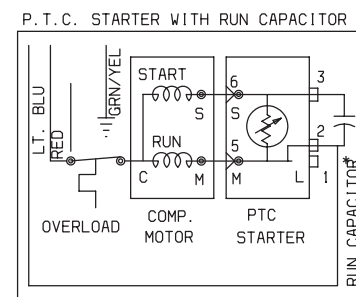 P.T.C. STARTER WITH RUN CAPACITOR
LT. BLU
RED
GRN/YEL
START
S
RUN
C
M
OVERLOAD
COMP.
MOTOR
6
S
5
M
3
2
L
1
PTC
STARTER
RUN CAPACITOR*